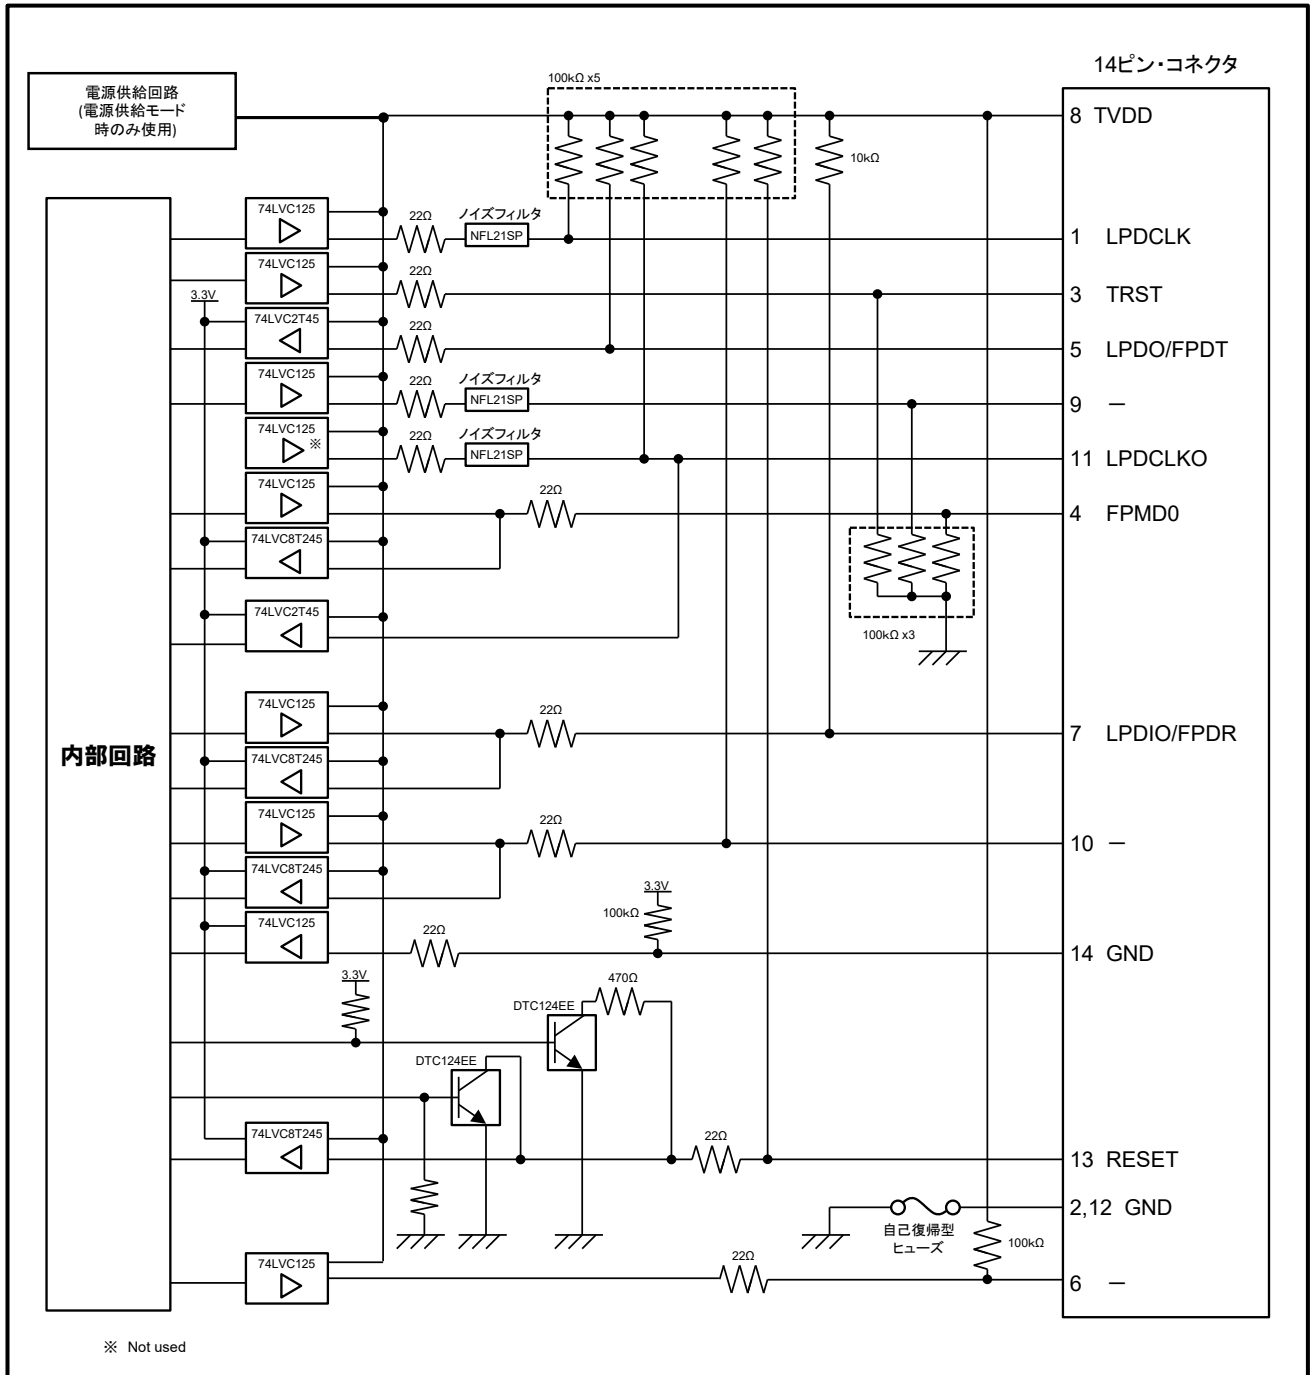 14ピン・コネクタ
電源供給回路
(電源供給モード
時のみ使用)
100kΩ x5
8 TVDD
10kΩ
74LVC125
22Ω
ノイズフィルタ
NFL21SP
1 LPDCLK
74LVC125
22Ω
3 TRST
3.3V
74LVC2T45
22Ω
5 LPDO/FPDT
74LVC125
22Ω
ノイズフィルタ
NFL21SP
9 －
74LVC125
※
22Ω
ノイズフィルタ
NFL21SP
11 LPDCLKO
74LVC125
22Ω
4 FPMD0
74LVC8T245
74LVC2T45
100kΩ x3
74LVC125
22Ω
7 LPDIO/FPDR
内部回路
74LVC8T245
74LVC125
22Ω
10 －
74LVC8T245
3.3V
100kΩ
74LVC125
22Ω
14 GND
3.3V
470Ω
DTC124EE
DTC124EE
74LVC8T245
22Ω
13 RESET
2,12 GND
自己復帰型
ヒューズ
100kΩ
74LVC125
22Ω
6 －
※ Not used